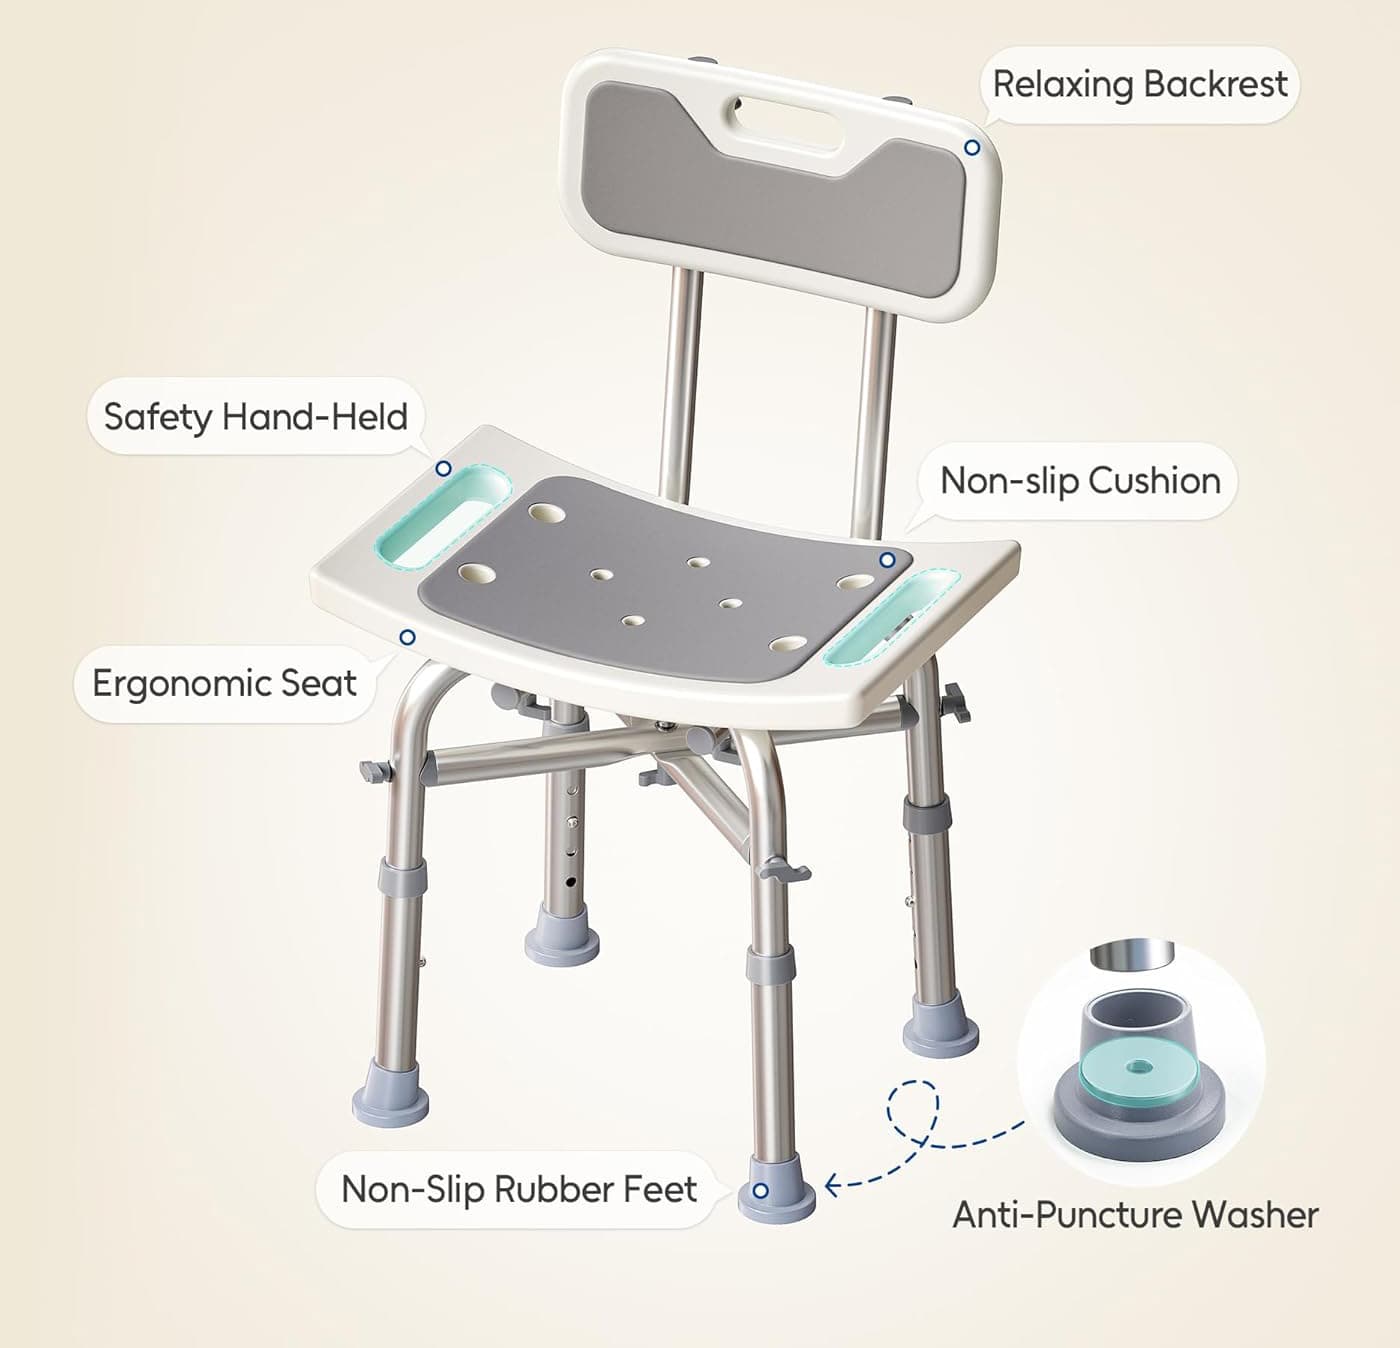 Relaxing Backrest
Safety Hand-Held
Non-slip Cushion
Ergonomic Seat
Non-Slip Rubber Feet
Anti-Puncture Washer